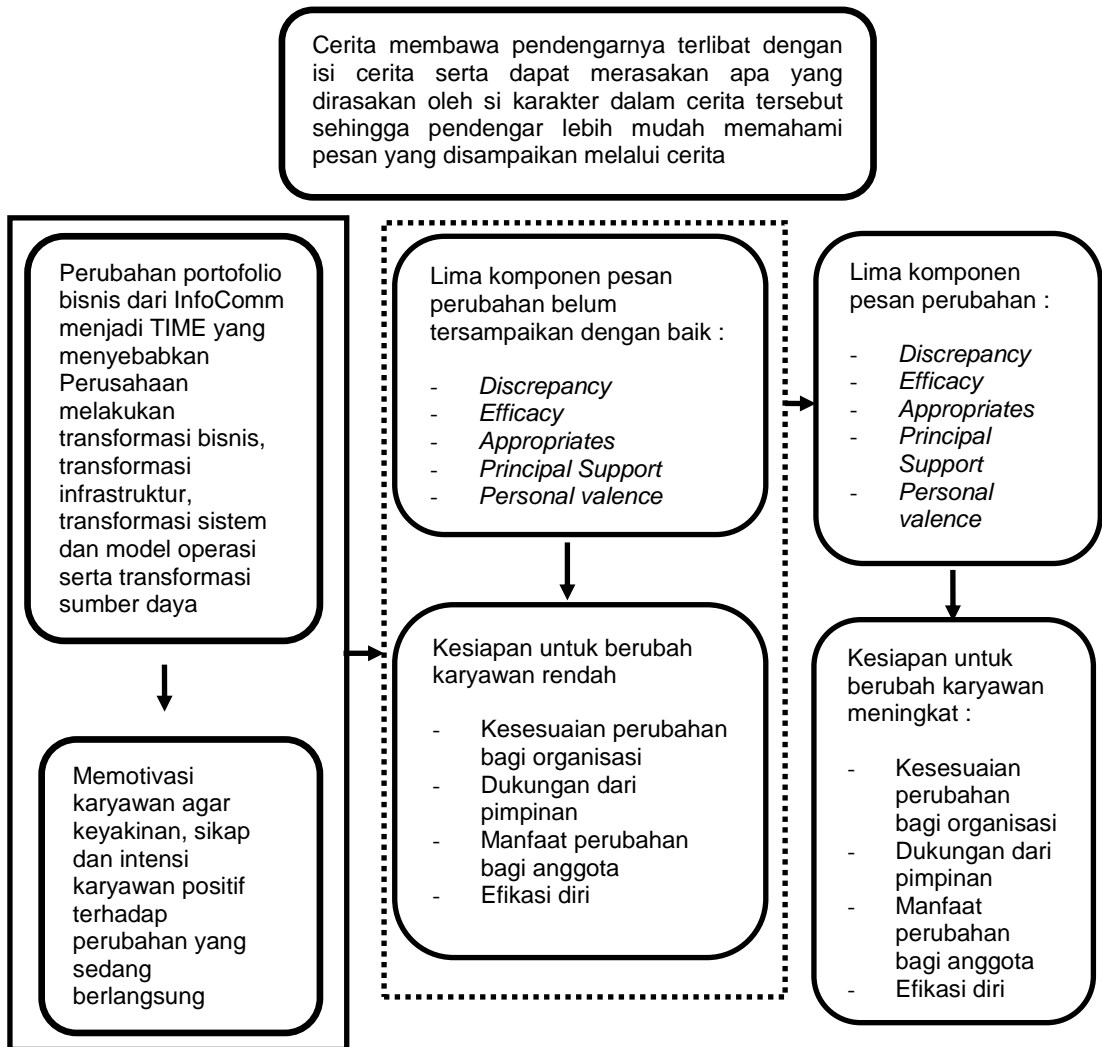 Cerita membawa pendengarnya terlibat dengan
isi cerita serta dapat merasakan apa yang
dirasakan oleh si karakter dalam cerita tersebut
sehingga pendengar lebih mudah memahami
pesan yang disampaikan melalui cerita
Perubahan portofolio
bisnis dari InfoComm
menjadi TIME yang
menyebabkan
Perusahaan
melakukan
transformasi bisnis,
transformasi
infrastruktur,
transformasi sistem
dan model operasi
serta transformasi
sumber daya
Memotivasi
karyawan agar
keyakinan, sikap
dan intensi
karyawan positif
terhadap
perubahan yang
sedang
berlangsung
Lima komponen pesan
perubahan belum
tersampaikan dengan baik :
- Discrepancy
- Efficacy
- Appropriates
- Principal Support
- Personal valence
Kesiapan untuk berubah
karyawan rendah
- Kesesuaian perubahan
bagi organisasi
- Dukungan dari
pimpinan
- Manfaat perubahan
bagi anggota
- Efikasi diri
Lima komponen
pesan perubahan :
- Discrepancy
- Efficacy
- Appropriates
- Principal
Support
- Personal
valence
Kesiapan untuk
berubah karyawan
meningkat :
- Kesesuaian
perubahan
bagi organisasi
- Dukungan dari
pimpinan
- Manfaat
perubahan
bagi anggota
- Efikasi diri